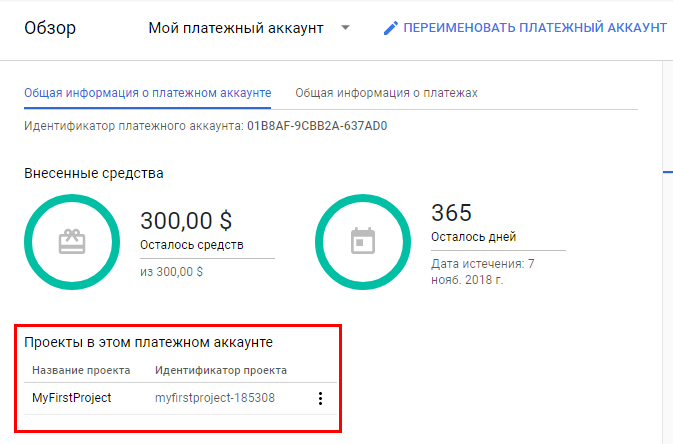 Обзор
Мой платежный аккаунт
ПЕРЕИМЕНОВАТЬ ПЛАТЕЖНЫЙ АККАУНТ
Общая информация о платежном аккаунте
Общая информация о платежах
Идентификатор платежного аккаунта: 01B8AF-9CBB2A-637AD0
Внесенные средства
300,00 $
Осталось средств
из 300,00 $
365
Осталось дней
Дата истечения: 7
нояб. 2018 г.
Проекты в этом платежном аккаунте
Название проекта Идентификатор проекта
MyFirstProject myfirstproject-185308